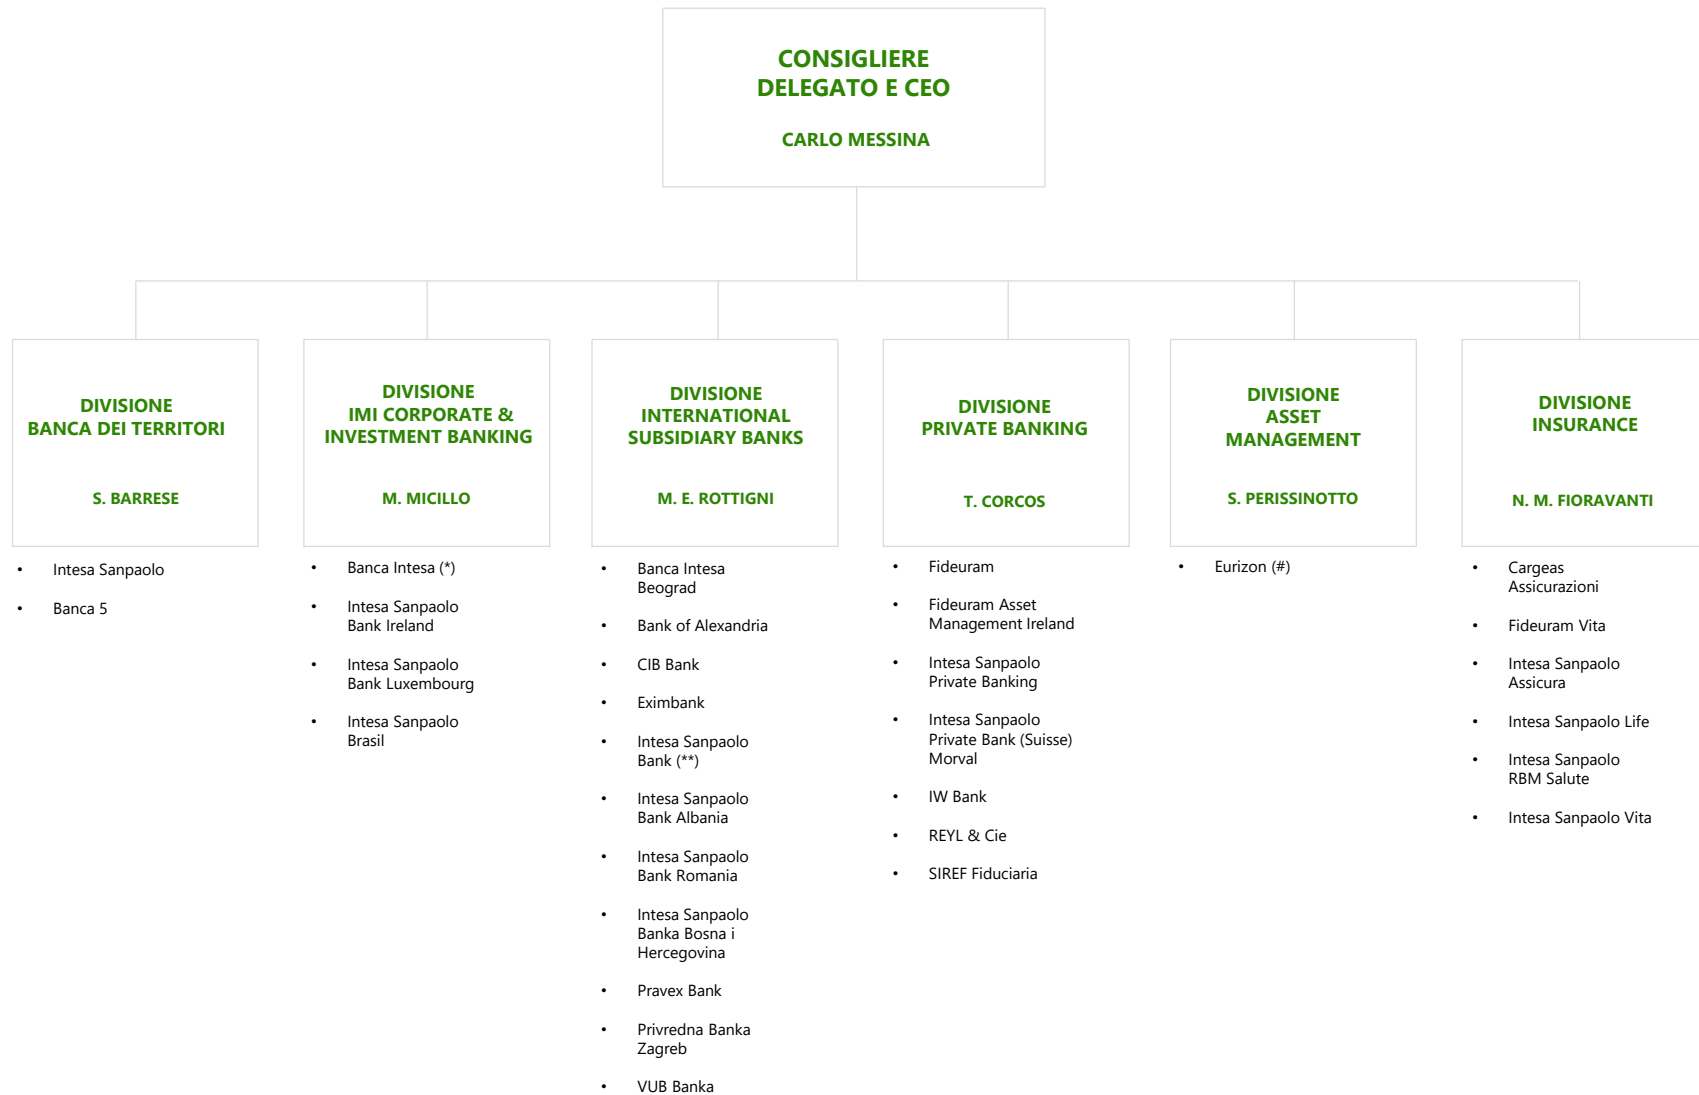 CONSIGLIERE
DELEGATO E CEO
CARLO MESSINA
DIVISIONE
BANCA DEI TERRITORI
S. BARRESE
• Intesa Sanpaolo
• Banca 5
DIVISIONE
IMI CORPORATE &
INVESTMENT BANKING
M. MICILLO
• Banca Intesa (*)
• Intesa Sanpaolo
Bank Ireland
• Intesa Sanpaolo
Bank Luxembourg
• Intesa Sanpaolo
Brasil
DIVISIONE
INTERNATIONAL
SUBSIDIARY BANKS
M. E. ROTTIGNI
• Banca Intesa
Beograd
• Bank of Alexandria
• CIB Bank
• Eximbank
• Intesa Sanpaolo
Bank (**)
• Intesa Sanpaolo
Bank Albania
• Intesa Sanpaolo
Bank Romania
• Intesa Sanpaolo
Banka Bosna i
Hercegovina
• Pravex Bank
• Privredna Banka
Zagreb
• VUB Banka
DIVISIONE
PRIVATE BANKING
T. CORCOS
• Fideuram
• Fideuram Asset
Management Ireland
• Intesa Sanpaolo
Private Banking
• Intesa Sanpaolo
Private Bank (Suisse)
Morval
• IW Bank
• REYL & Cie
• SIREF Fiduciaria
DIVISIONE
ASSET
MANAGEMENT
S. PERISSINOTTO
• Eurizon (#)
DIVISIONE
INSURANCE
N. M. FIORAVANTI
• Cargeas
Assicurazioni
• Fideuram Vita
• Intesa Sanpaolo
Assicura
• Intesa Sanpaolo Life
• Intesa Sanpaolo
RBM Salute
• Intesa Sanpaolo Vita